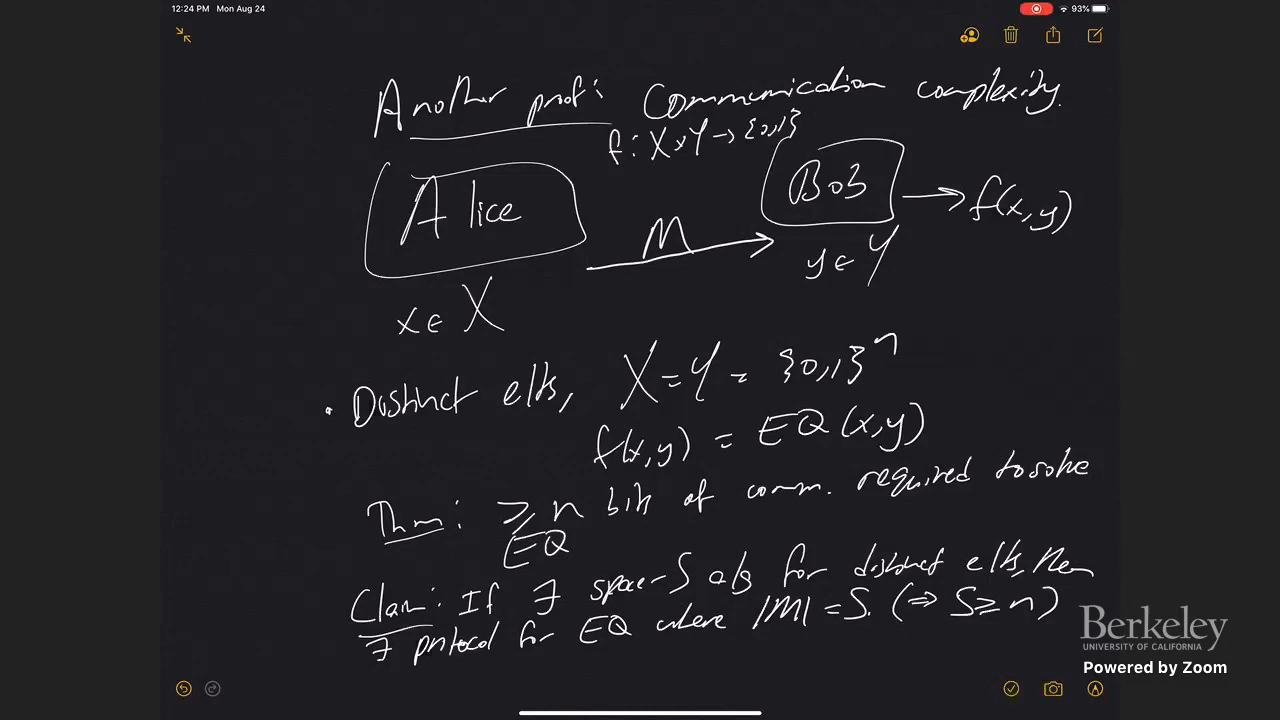 12:24 PM Mon Aug 24
93%
Another proof: Communication complexity.
f: X x Y → {0,1}
Alice
M
Bob
→ f(x,y)
x ∈ X
y ∈ Y
• Distinct elts, X = Y = {0,1}^n
f(x,y) = EQ(x,y)
Thm: ≥ n bits of comm. required to solve
EQ
Claim: If ∃ space-S alg for distinct elts, then
∃ protocol for EQ where |M| = S. (⇒ S ≥ n)
Berkeley
UNIVERSITY OF CALIFORNIA
Powered by Zoom